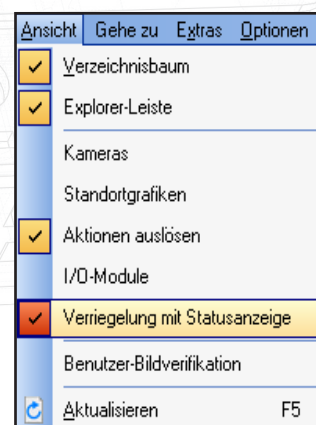 Ansicht Gehe zu Extras Optionen
Verzeichnisbaum
Explorer-Leiste
Kameras
Standortgrafiken
Aktionen auslösen
I/O-Module
Verriegelung mit Statusanzeige
Benutzer-Bildverifikation
Aktualisieren F5